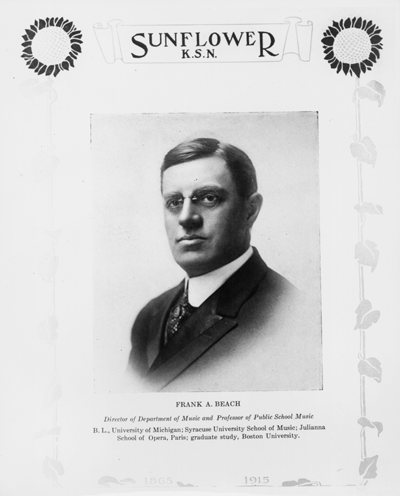 SUNFLOWER
K.S.N.
FRANK A. BEACH
Director of Department of Music and Professor of Public School Music
B. L., University of Michigan; Syracuse University School of Music; Julianna
School of Opera, Paris; graduate study, Boston University.
1865 1915